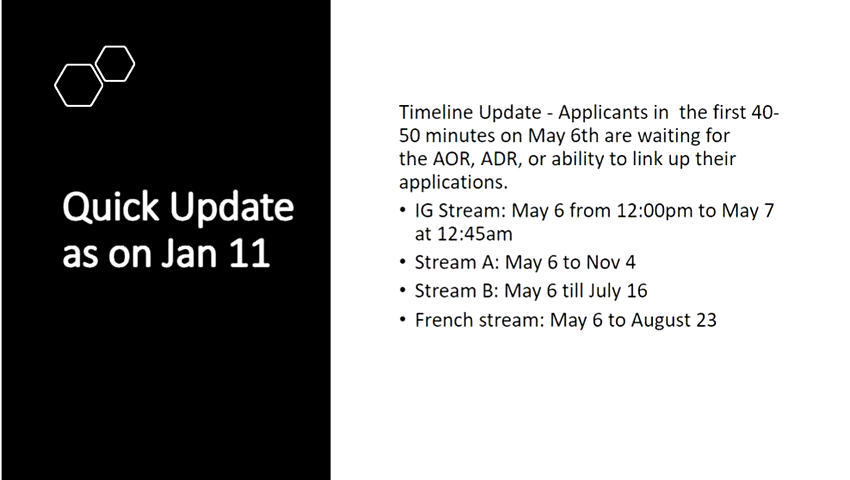 Quick Update
as on Jan 11
Timeline Update - Applicants in  the first 40-
50 minutes on May 6th are waiting for
the AOR, ADR, or ability to link up their
applications.
• IG Stream: May 6 from 12:00pm to May 7
at 12:45am
• Stream A: May 6 to Nov 4
• Stream B: May 6 till July 16
• French stream: May 6 to August 23